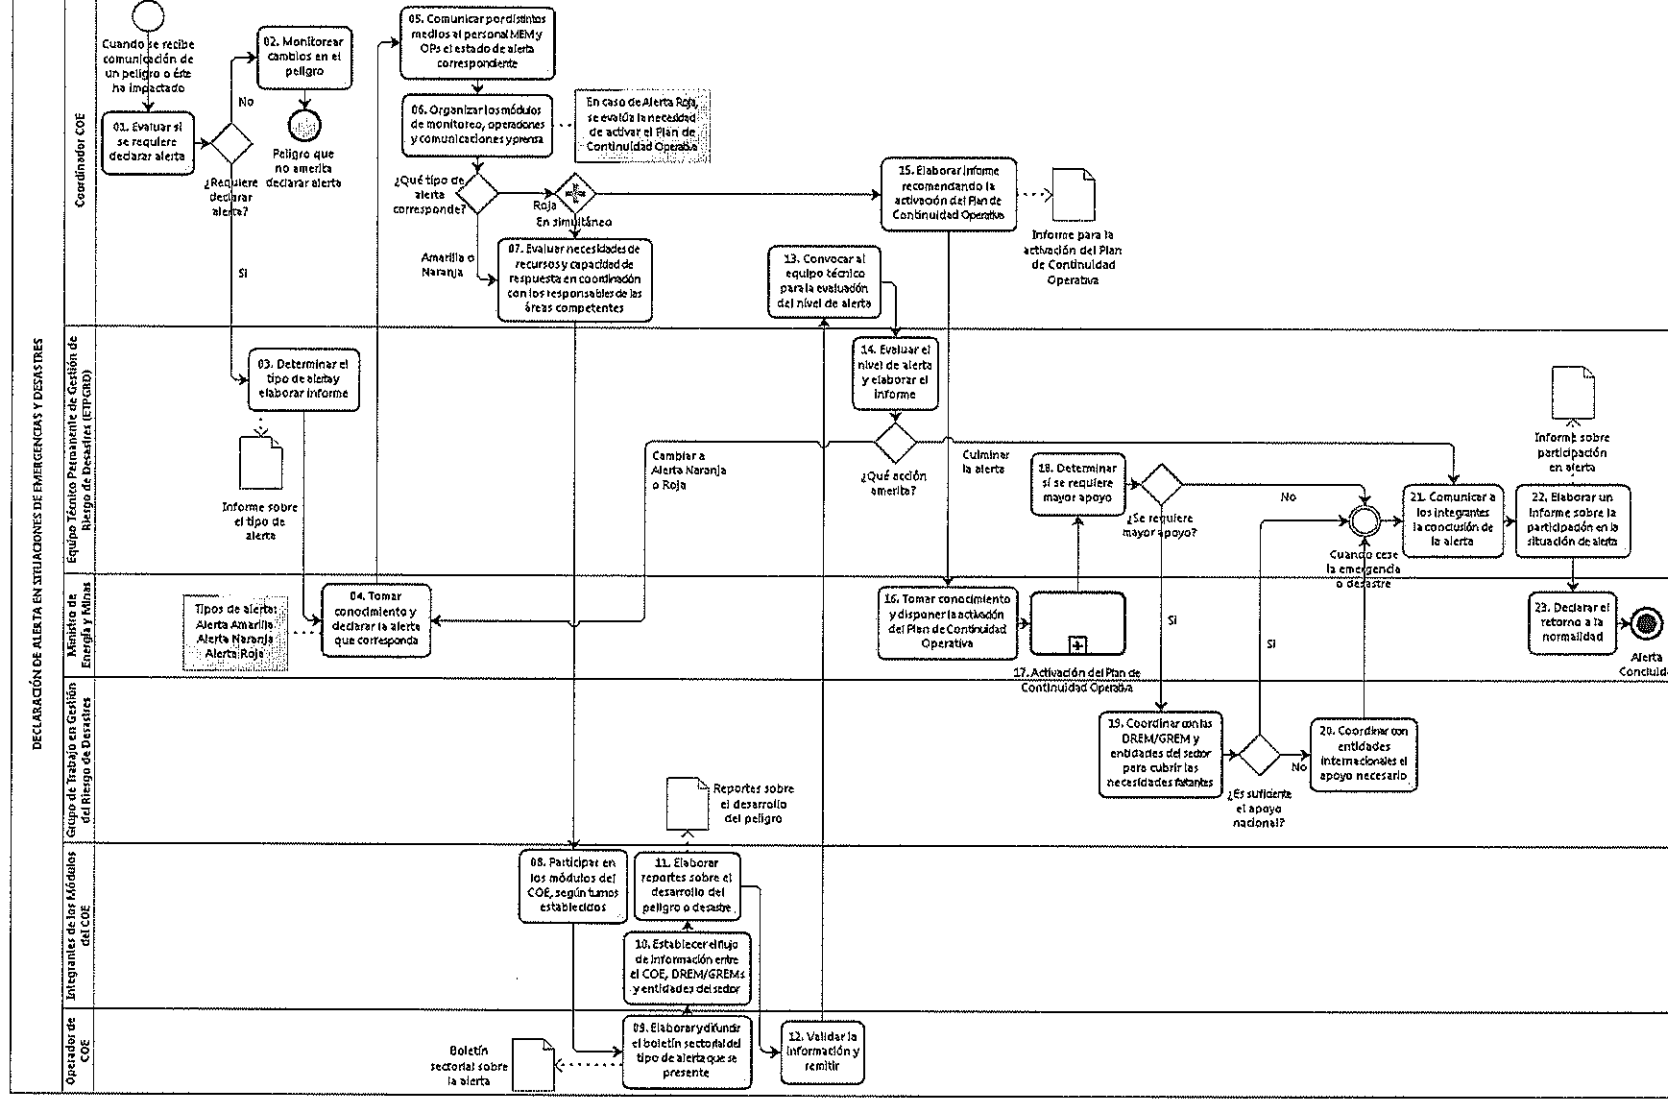 DECLARACIÓN DE ALERTA EN SITUACIONES DE EMERGENCIAS Y DESASTRES
Coordinador COE
Cuando se recibe
comunicación de
un peligro o éste
ha impactado
01. Evaluar si
se requiere
declarar alerta
¿Requiere
declarar
alerta?
No
Si
02. Monitorear
cambios en el
peligro
Peligro que
no amerita
declarar alerta
05. Comunicar por distintos
medios al personal MEM y
OPs el estado de alerta
correspondiente
06. Organizar los módulos
de monitoreo, operaciones
y comunicaciones y prensa
En caso de Alerta Roja,
se evalúa la necesidad
de activar el Plan de
Continuidad Operativa
¿Qué tipo de
alerta
corresponde?
Roja
En simultáneo
Amarilla o
Naranja
07. Evaluar necesidades de
recursos y capacidad de
respuesta en coordinación
con los responsables de las
áreas competentes
13. Convocar al
equipo técnico
para la evaluación
del nivel de alerta
15. Elaborar informe
recomendando la
activación del Plan de
Continuidad Operativa
Informe para la
activación del Plan
de Continuidad
Operativa
Equipo Técnico Permanente de Gestión de
Riesgo de Desastres (ETPGRD)
03. Determinar el
tipo de alerta y
elaborar informe
Informe sobre
el tipo de
alerta
14. Evaluar el
nivel de alerta
y elaborar el
informe
¿Qué acción
amerita?
Cambiar a
Alerta Naranja
o Roja
Culminar
la alerta
18. Determinar
si se requiere
mayor apoyo
¿Se requiere
mayor apoyo?
No
Si
Cuando cese
la emergencia
o desastre
21. Comunicar a
los integrantes
la conclusión de
la alerta
Informe sobre
participación
en alerta
22. Elaborar un
informe sobre la
participación en la
situación de alerta
Ministro de
Energía y Minas
Tipos de alerta:
Alerta Amarilla
Alerta Naranja
Alerta Roja
04. Tomar
conocimiento y
declarar la alerta
que corresponda
16. Tomar conocimiento
y disponer la activación
del Plan de Continuidad
Operativa
17. Activación del Plan de
Continuidad Operativa
Si
23. Declarar el
retorno a la
normalidad
Alerta
Concluid
Grupo de Trabajo en Gestión
del Riesgo de Desastres
19. Coordinar con las
DREM/GREM y
entidades del sector
para cubrir las
necesidades faltantes
¿Es suficiente
el apoyo
nacional?
No
20. Coordinar con
entidades
internacionales el
apoyo necesario
Reportes sobre
el desarrollo
del peligro
Integrantes de los Módulos
del COE
08. Participar en
los módulos del
COE, según turnos
establecidos
11. Elaborar
reportes sobre el
desarrollo del
peligro o desastre
10. Establecer el flujo
de información entre
el COE, DREM/GREMs
y entidades del sector
Operados de
COE
Boletín
sectorial sobre
la alerta
09. Elaborar y difundir
el boletín sectorial del
tipo de alerta que se
presente
12. Validar la
información y
remitir